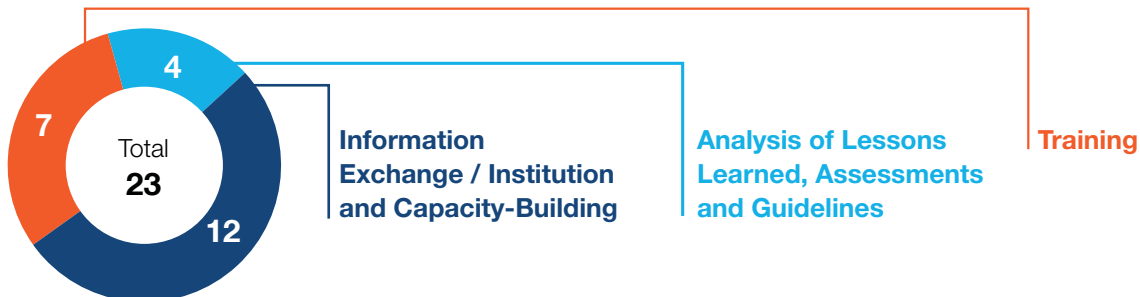 4
7
Total
23
12
Information
Exchange / Institution
and Capacity-Building
Analysis of Lessons
Learned, Assessments
and Guidelines
Training